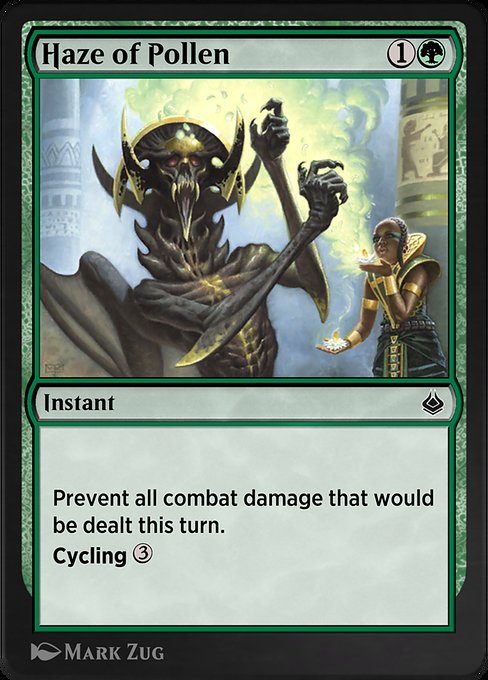 Haze of Pollen 1
Instant
Prevent all combat damage that would
be dealt this turn.
Cycling 3
Mark Zug